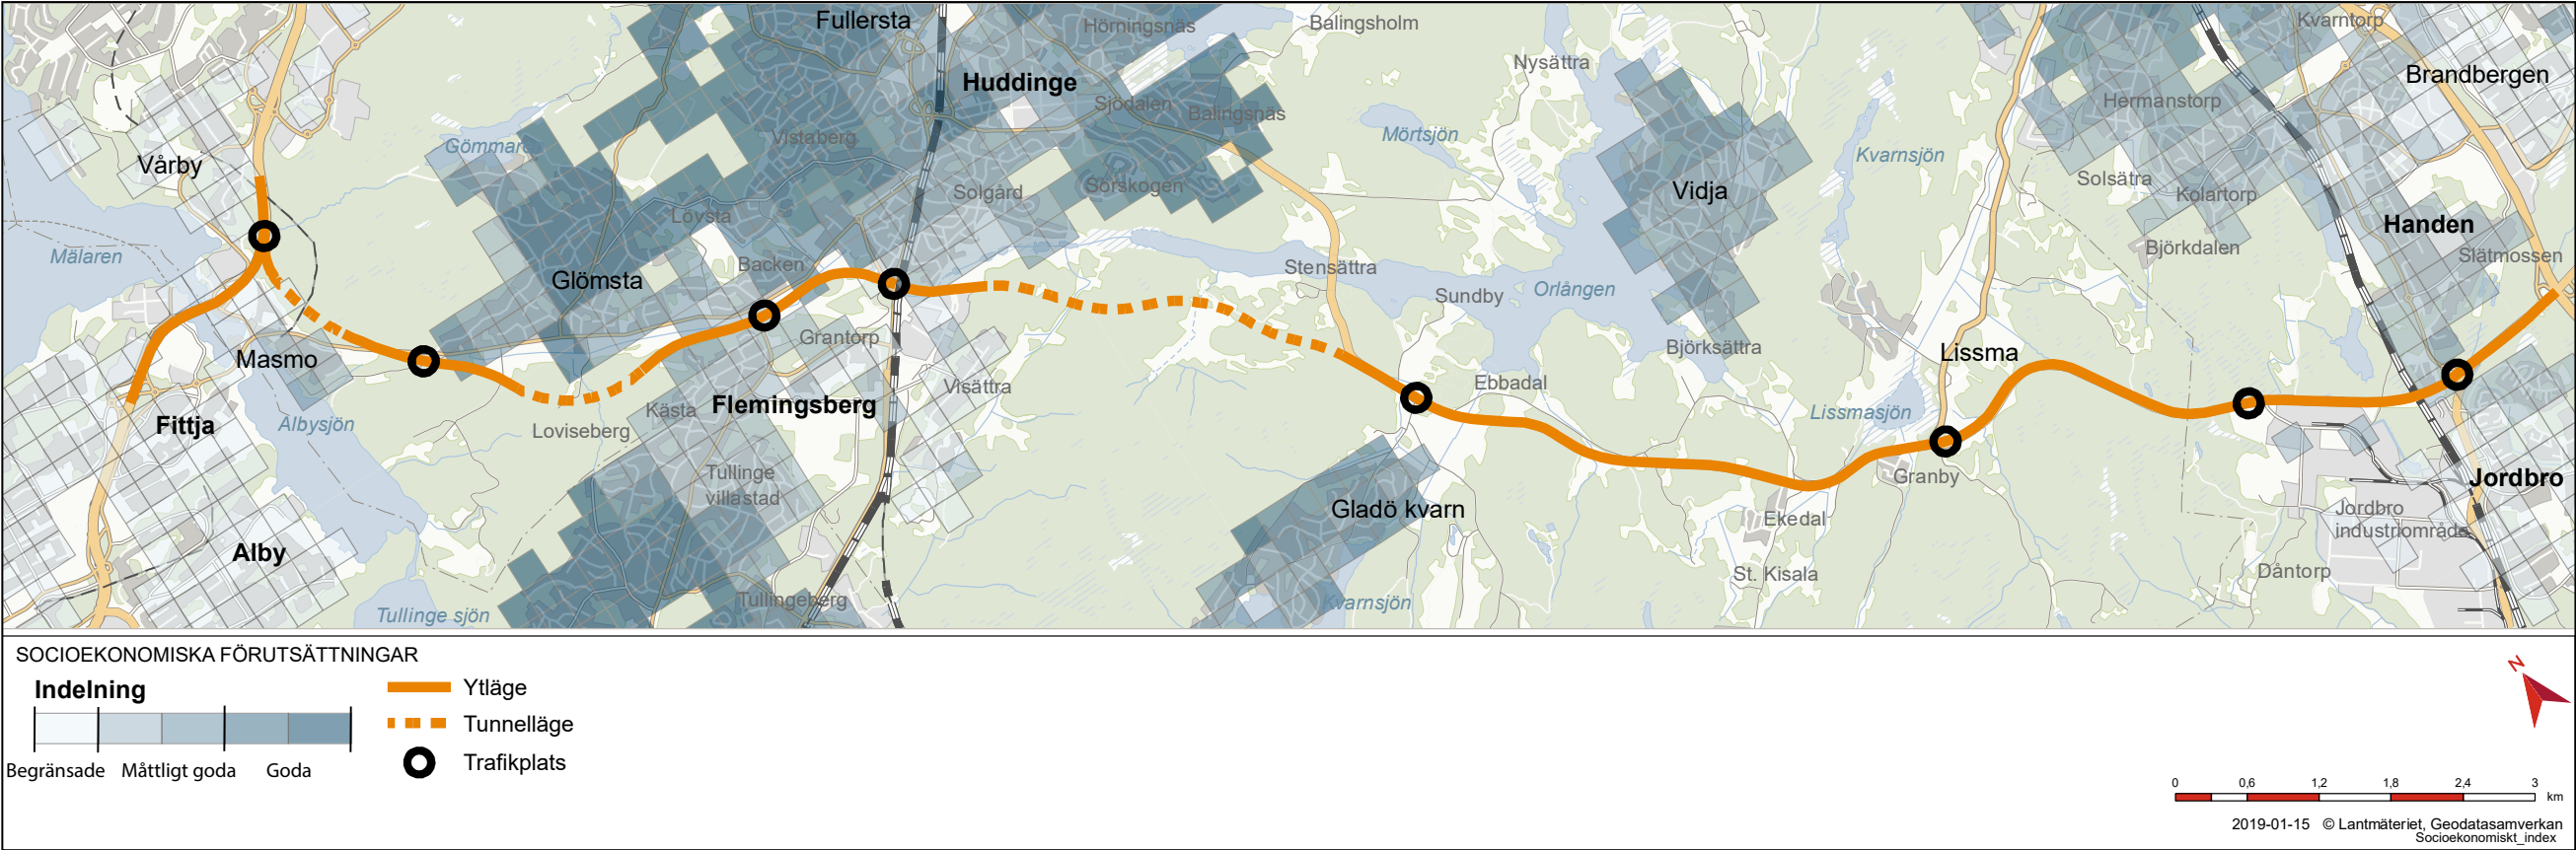 Fullersta
Hörningsnäs
Balingsholm
Kvarntorp
Nysättra
Huddinge
Brandbergen
Sjödalen
Balingsnäs
Hermanstorp
Vistaberg
Mörtsjön
Gömmaren
Kvarnsjön
Vårby
Solsätra
Kolartorp
Solgård
Sörskogen
Vidja
Lövsta
Handen
Mälaren
Björkdalen
Slätmossen
Backen
Stensättra
Glömsta
Sundby
Orlången
Grantorp
Björksättra
Lissma
Masmo
Visättra
Ebbadal
Kästa
Flemingsberg
Lissmasjön
Fittja
Albysjön
Loviseberg
Tullinge
villastad
Granby
Jordbro
Gladö kvarn
Ekedal
Jordbro
industriområde
Alby
St. Kisala
Dåntorp
Tullingeberg
Kvarnsjön
Tullinge sjön
SOCIOEKONOMISKA FÖRUTSÄTTNINGAR
Indelning
Begränsade Måttligt goda Goda
Ytläge
Tunnelläge
Trafikplats
N
0 0,6 1,2 1,8 2,4 3
km
2019-01-15 © Lantmäteriet, Geodatasamverkan
Socioekonomiskt_index